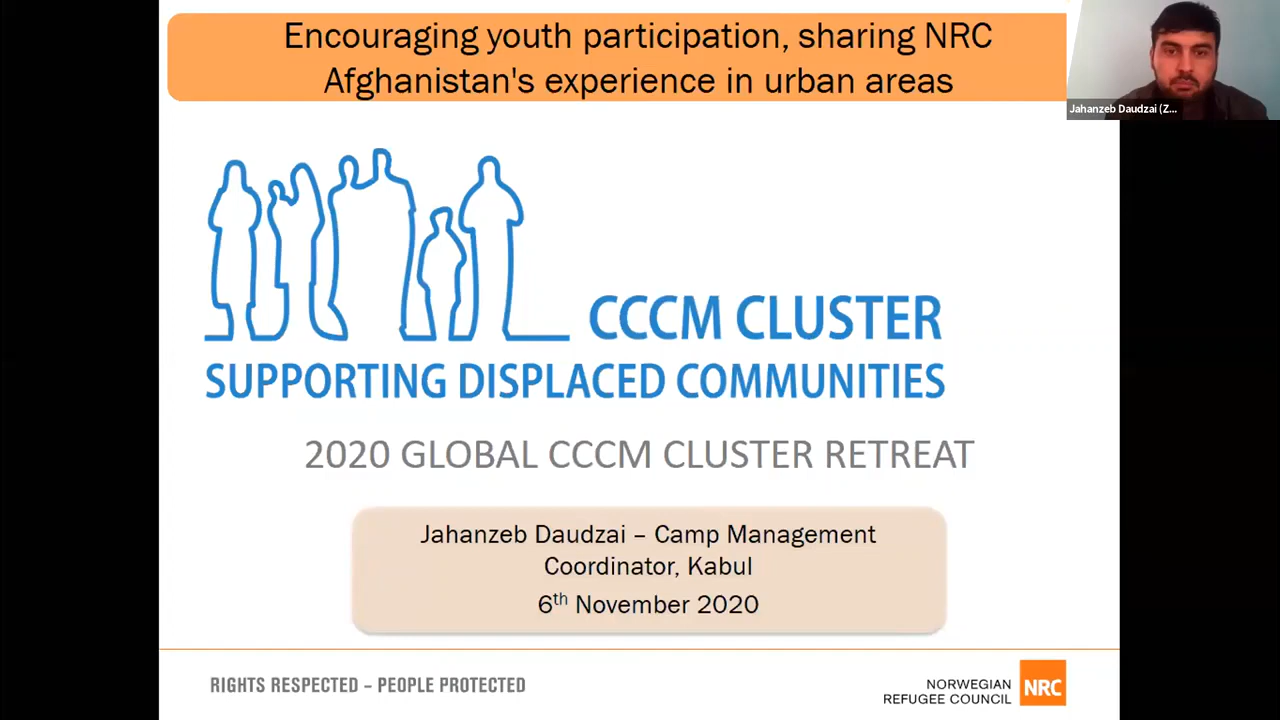 Encouraging youth participation, sharing NRC
Afghanistan's experience in urban areas
Jahanzeb Daudzai (Z...
CCCM CLUSTER
SUPPORTING DISPLACED COMMUNITIES
2020 GLOBAL CCCM CLUSTER RETREAT
Jahanzeb Daudzai – Camp Management
Coordinator, Kabul
6th November 2020
RIGHTS RESPECTED – PEOPLE PROTECTED
NORWEGIAN
REFUGEE COUNCIL
NRC